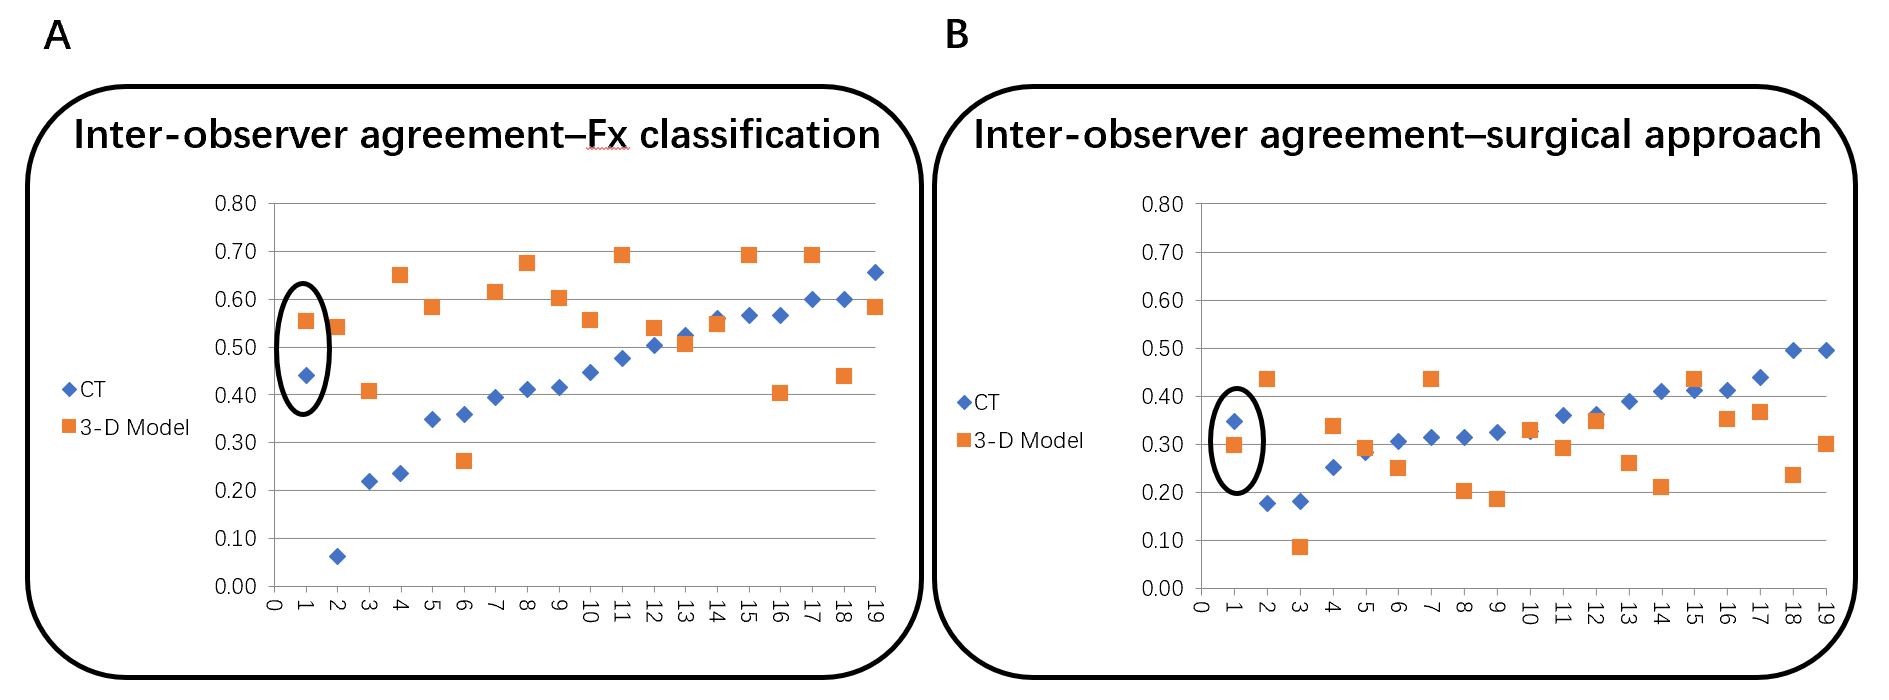 A
Inter-observer agreement–Fx classification
0.80
0.70
0.60
0.50
0.40
0.30
0.20
0.10
0.00
CT
3-D Model
0 1 2 3 4 5 6 7 8 9 10 11 12 13 14 15 16 17 18 19
B
Inter-observer agreement–surgical approach
0.80
0.70
0.60
0.50
0.40
0.30
0.20
0.10
0.00
CT
3-D Model
0 1 2 3 4 5 6 7 8 9 10 11 12 13 14 15 16 17 18 19